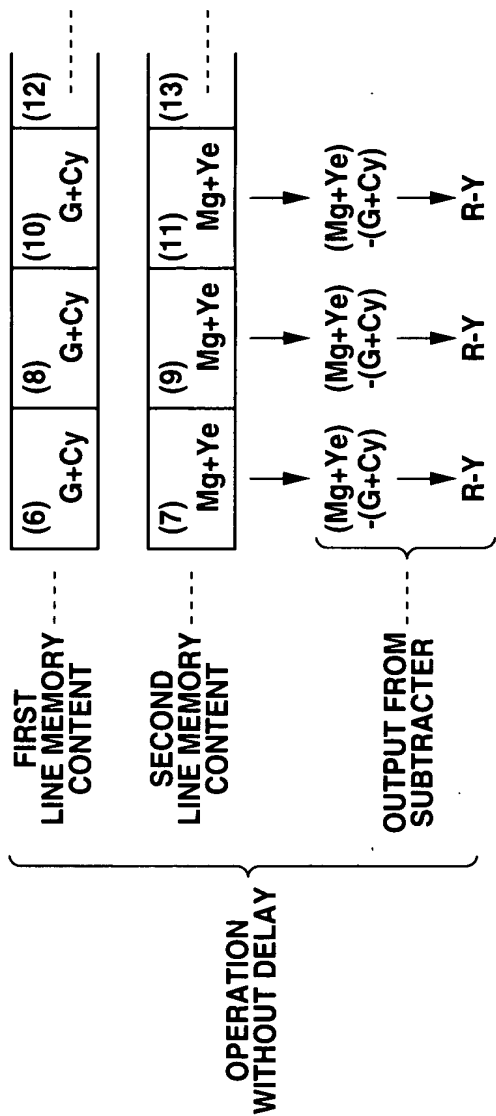 OPERATION
WITHOUT DELAY
FIRST
LINE MEMORY
CONTENT
(6) (8) (10) (12)
G+Cy G+Cy G+Cy
SECOND
LINE MEMORY
CONTENT
(7) (9) (11) (13)
Mg+Ye Mg+Ye Mg+Ye
OUTPUT FROM
SUBTRACTER
(Mg+Ye) (Mg+Ye) (Mg+Ye)
-(G+Cy) -(G+Cy) -(G+Cy)
R-Y R-Y R-Y